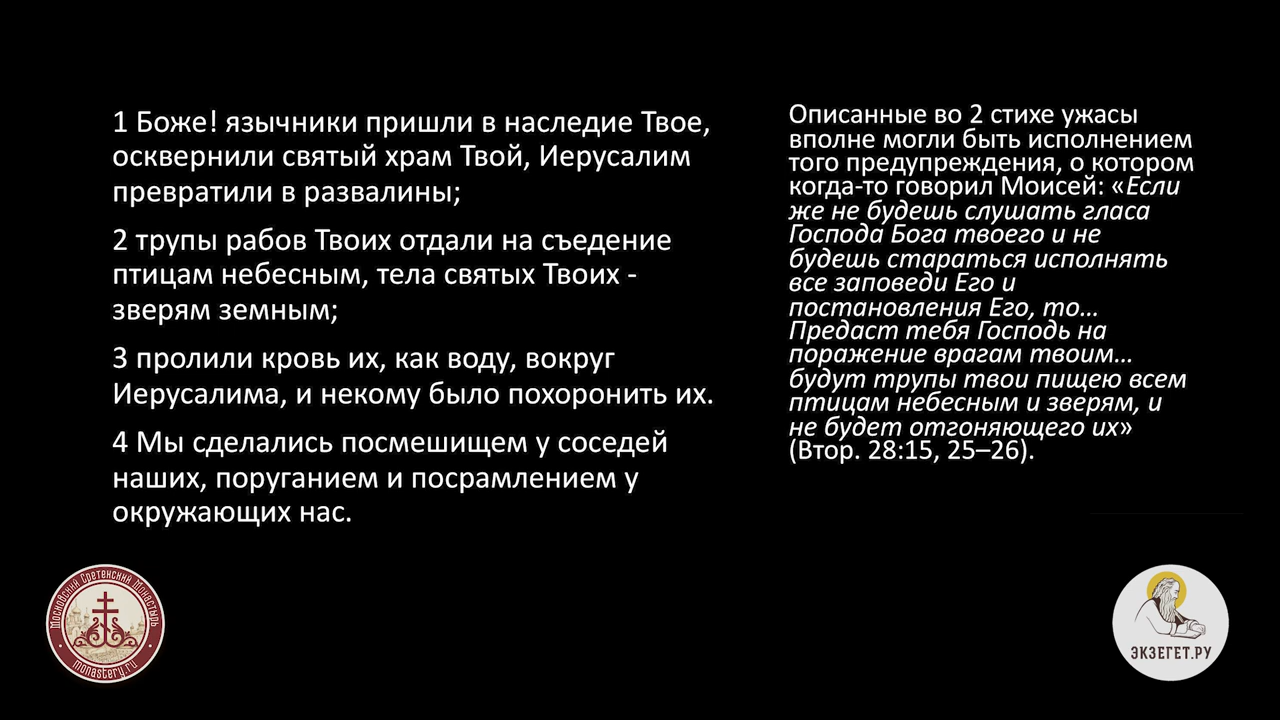 1 Боже! язычники пришли в наследие Твое,
осквернили святый храм Твой, Иерусалим
превратили в развалины;
2 трупы рабов Твоих отдали на съедение
птицам небесным, тела святых Твоих -
зверям земным;
3 пролили кровь их, как воду, вокруг
Иерусалима, и некому было похоронить их.
4 Мы сделались посмешищем у соседей
наших, поруганием и посрамлением у
окружающих нас.
Описанные во 2 стихе ужасы
вполне могли быть исполнением
того предупреждения, о котором
когда-то говорил Моисей: «Если
же не будешь слушать гласа
Господа Бога твоего и не
будешь стараться исполнять
все заповеди Его и
постановления Его, то…
Предаст тебя Господь на
поражение врагам твоим…
будут трупы твои пищею всем
птицам небесным и зверям, и
не будет отгоняющего их»
(Втор. 28:15, 25–26).
Московский Сретенский Монастырь
monastery.ru
ЭКЗЕГЕТ.РУ